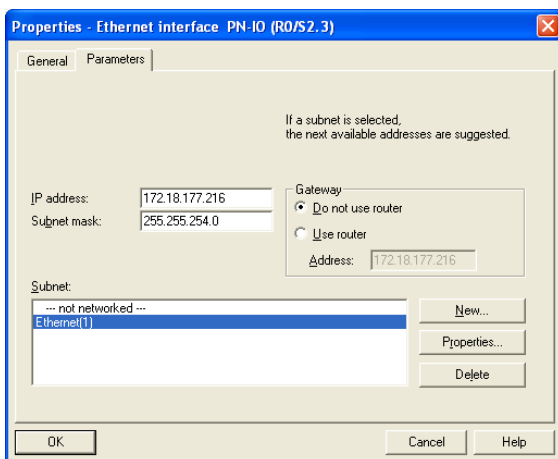 Properties - Ethernet interface PN-IO (R0/S2.3)
General Parameters
If a subnet is selected,
the next available addresses are suggested.
IP address: 172.18.177.216
Subnet mask: 255.255.254.0
Gateway
Do not use router
Use router
Address: 172.18.177.216
Subnet:
--- not networked ---
Ethernet(1)
New...
Properties...
Delete
OK Cancel Help